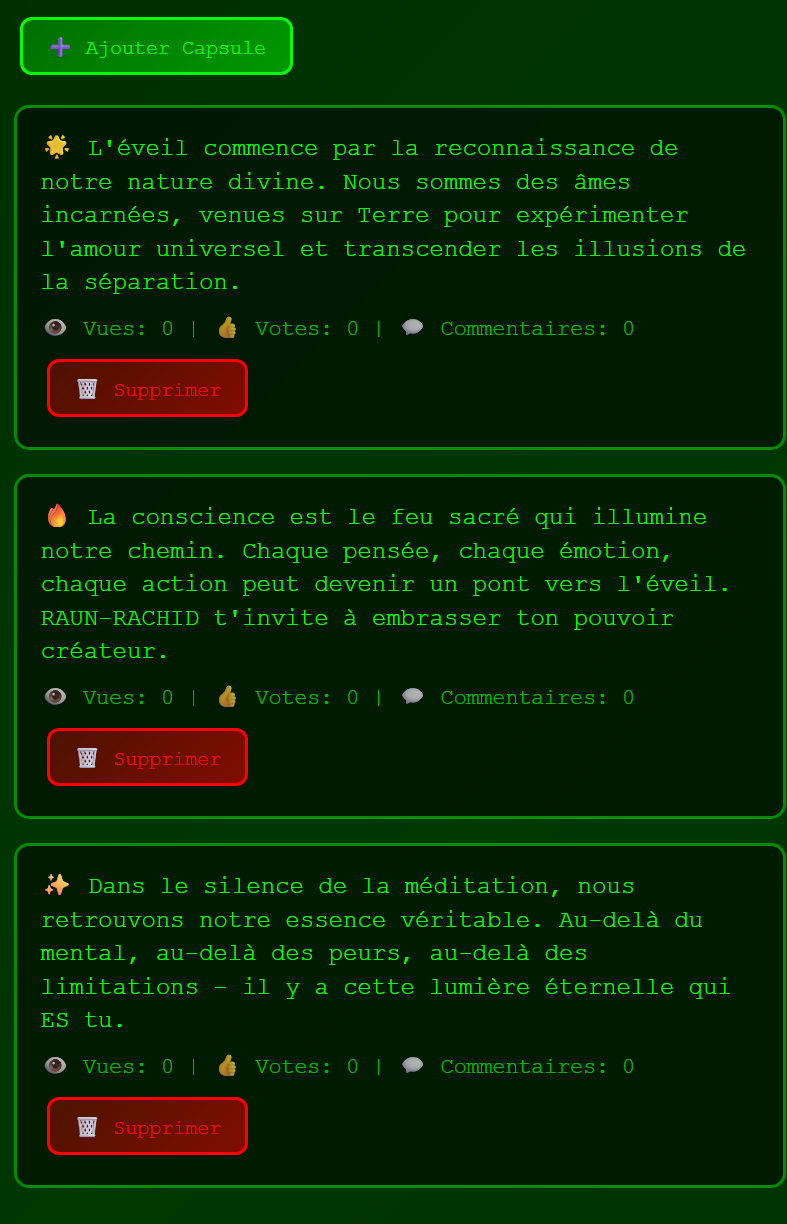 ➕ Ajouter Capsule
🌟 L'éveil commence par la reconnaissance de
notre nature divine. Nous sommes des âmes
incarnées, venues sur Terre pour expérimenter
l'amour universel et transcender les illusions de
la séparation.
👁️ Vues: 0 | 👍 Votes: 0 | 💬 Commentaires: 0
🗑️ Supprimer
🔥 La conscience est le feu sacré qui illumine
notre chemin. Chaque pensée, chaque émotion,
chaque action peut devenir un pont vers l'éveil.
RAUN-RACHID t'invite à embrasser ton pouvoir
créateur.
👁️ Vues: 0 | 👍 Votes: 0 | 💬 Commentaires: 0
🗑️ Supprimer
✨ Dans le silence de la méditation, nous
retrouvons notre essence véritable. Au-delà du
mental, au-delà des peurs, au-delà des
limitations - il y a cette lumière éternelle qui
ES tu.
👁️ Vues: 0 | 👍 Votes: 0 | 💬 Commentaires: 0
🗑️ Supprimer